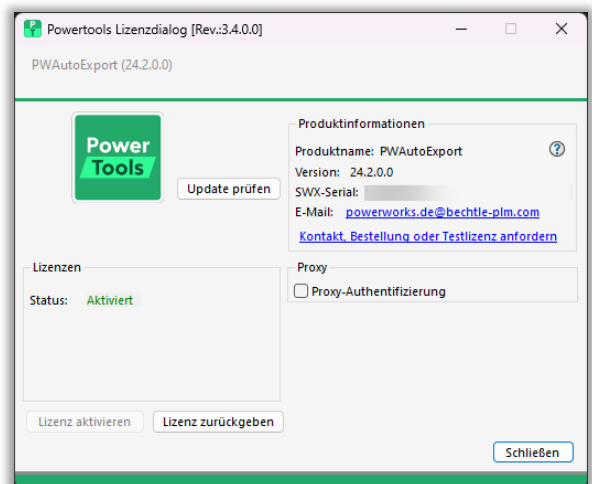 Powertools Lizenzdialog [Rev.:3.4.0.0]
PWAutoExport (24.2.0.0)
Power
Tools
Update prüfen
Produktinformationen
Produktname: PWAutoExport
Version: 24.2.0.0
SWX-Serial:
E-Mail: powerworks.de@bechtle-plm.com
Kontakt, Bestellung oder Testlizenz anfordern
Lizenzen
Status: Aktiviert
Proxy
Proxy-Authentifizierung
Lizenz aktivieren
Lizenz zurückgeben
Schließen